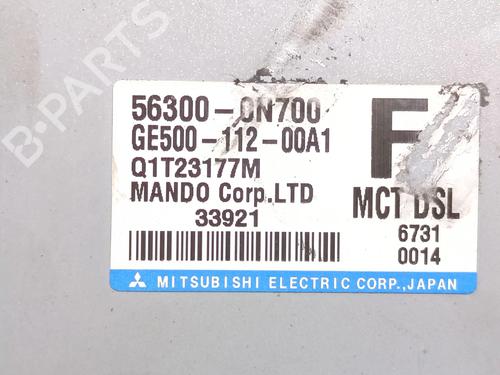 B-PARTS
56300-0N700
GE500-112-00A1
Q1T23177M
MANDO Corp.LTD
33921
F
MCT DSL
6731
0014
MITSUBISHI ELECTRIC CORP.,JAPAN